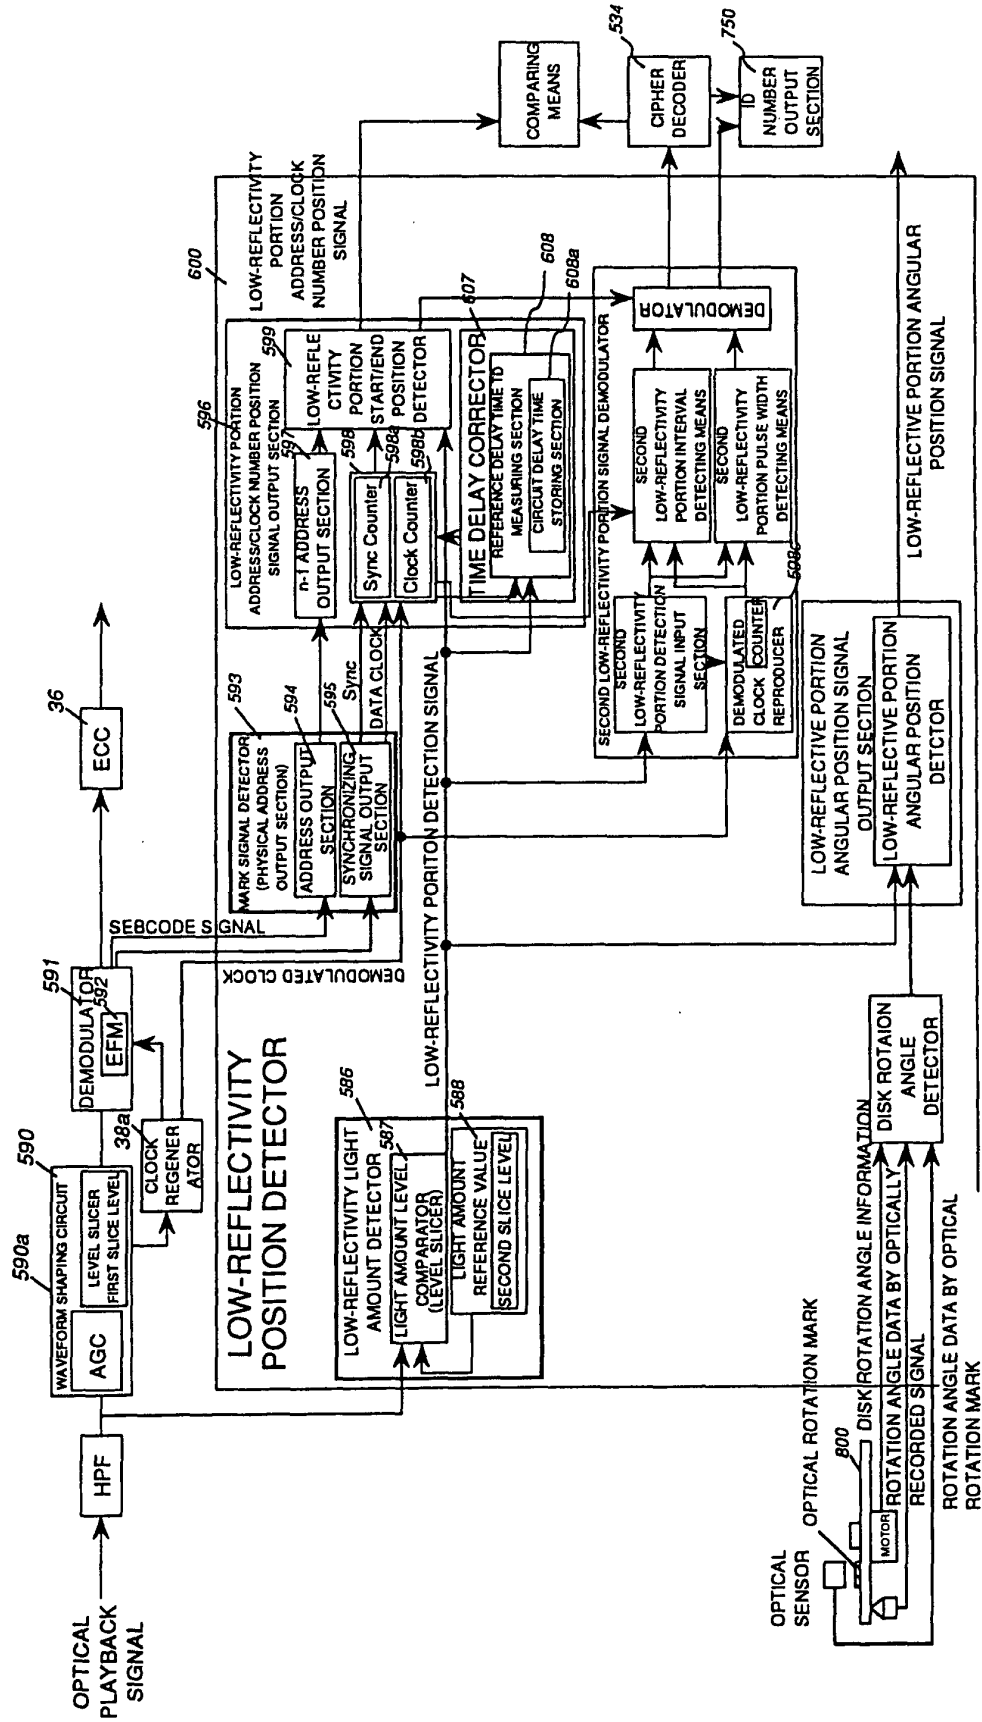 OPTICAL
PLAYBACK
SIGNAL
HPF
590a
590
WAVEFORM SHAPING CIRCUIT
AGC
LEVEL SLICER
FIRST SLICE LEVEL
38a
CLOCK
REGENER
ATOR
591
DEMODULATOR
592
EFM
36
ECC
SEBCODE SIGNAL
DEMODULATED CLOCK
LOW-REFLECTIVITY
POSITION DETECTOR
600
586
LOW-REFLECTIVITY LIGHT
AMOUNT DETECTOR
587
LIGHT AMOUNT LEVEL
COMPARATOR
(LEVEL SLICER)
588
LIGHT AMOUNT
REFERENCE VALUE
SECOND SLICE LEVEL
LOW-REFLECTIVITY PORITON DETECTION SIGNAL
593
MARK SIGNAL DETECTOR
(PHYSICAL ADDRESS
OUTPUT SECTION)
594
ADDRESS OUTPUT
SECTION
595
SYNCHRONIZING
SIGNAL OUTPUT
SECTION
Sync
DATA CLOCK
596
LOW-REFLECTIVITY PORTION
ADDRESS/CLOCK NUMBER POSITION
SIGNAL OUTPUT SECTION
597
n-1 ADDRESS
OUTPUT SECTION
598
598a
Sync Counter
598b
Clock Counter
599
LOW-REFLE
CTIVITY
PORTION
START/END
POSITION
DETECTOR
LOW-REFLECTIVITY
PORTION
ADDRESS/CLOCK
NUMBER POSITION
SIGNAL
607
TIME DELAY CORRECTOR
608
REFERENCE DELAY TIME TD
MEASURING SECTION
608a
CIRCUIT DELAY TIME
STORING SECTION
COMPARING
MEANS
534
CIPHER
DECODER
750
ID
NUMBER
OUTPUT
SECTION
SECOND LOW-REFLECTIVITY PORTION SIGNAL DEMODULATOR
SECOND
LOW-REFLECTIVITY
PORTION DETECTION
SIGNAL INPUT
SECTION
DEMODULATED
CLOCK COUNTER
REPRODUCER
598c
SECOND
LOW-REFLECTIVITY
PORTION INTERVAL
DETECTING MEANS
SECOND
LOW-REFLECTIVITY
PORTION PULSE WIDTH
DETECTING MEANS
DEMODULATOR
LOW-REFLECTIVE PORTION
ANGULAR POSITION SIGNAL
OUTPUT SECTION
LOW-REFLECTIVE PORTION
ANGULAR POSITION
DETCTOR
LOW-REFLECTIVE PORTION ANGULAR
POSITION SIGNAL
DISK ROTAION
ANGLE
DETECTOR
OPTICAL
SENSOR
OPTICAL ROTATION MARK
800
MOTOR
DISK ROTATION ANGLE INFORMATION
ROTATION ANGLE DATA BY OPTICALLY
RECORDED SIGNAL
ROTATION ANGLE DATA BY OPTICAL
ROTATION MARK